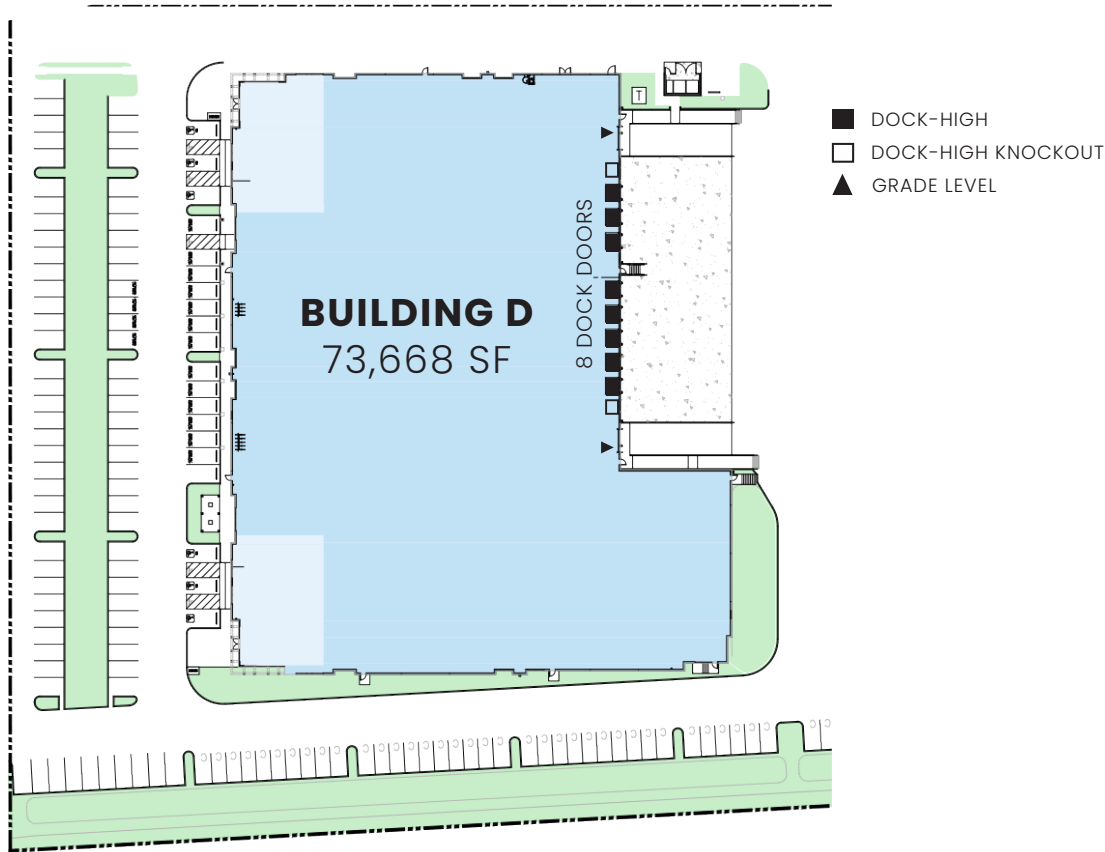 T
DOCK-HIGH
DOCK-HIGH KNOCKOUT
GRADE LEVEL
8 DOCK DOORS
BUILDING D
73,668 SF